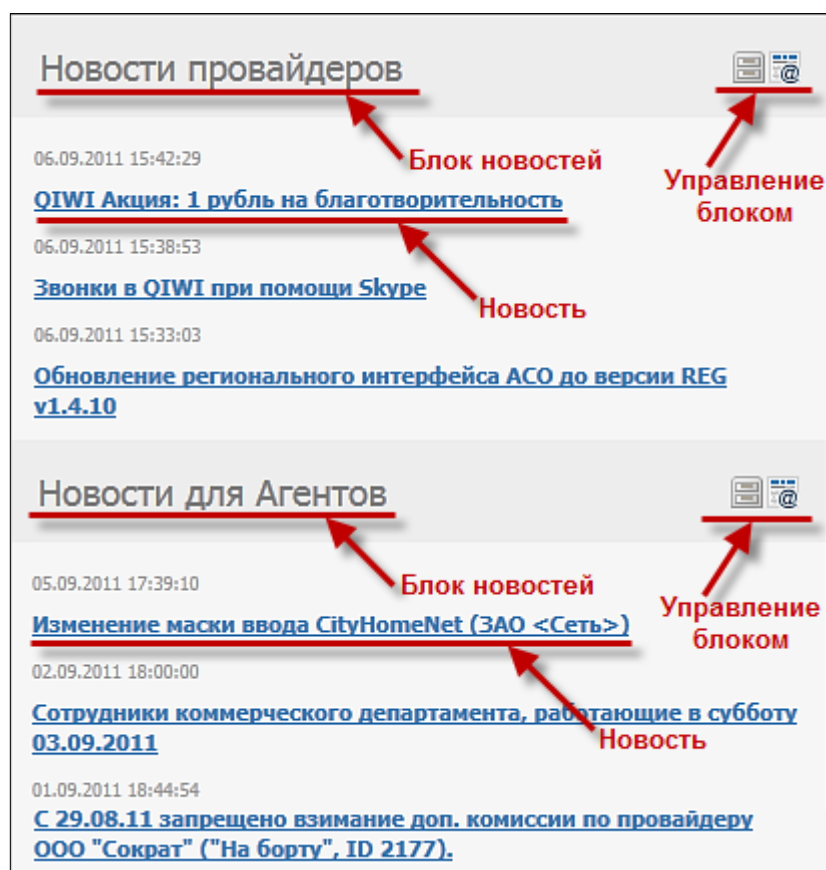 Новости провайдеров
06.09.2011 15:42:29
Блок новостей
Управление
блоком
QIWI Акция: 1 рубль на благотворительность
06.09.2011 15:38:53
Звонки в QIWI при помощи Skype
Новость
06.09.2011 15:33:03
Обновление регионального интерфейса АСО до версии REG
v1.4.10
Новости для Агентов
05.09.2011 17:39:10
Блок новостей
Управление
блоком
Изменение маски ввода CityHomeNet (ЗАО <Сеть>)
02.09.2011 18:00:00
Сотрудники коммерческого департамента, работающие в субботу
03.09.2011
Новость
01.09.2011 18:44:54
С 29.08.11 запрещено взимание доп. комиссии по провайдеру
ООО "Сократ" ("На борту", ID 2177).